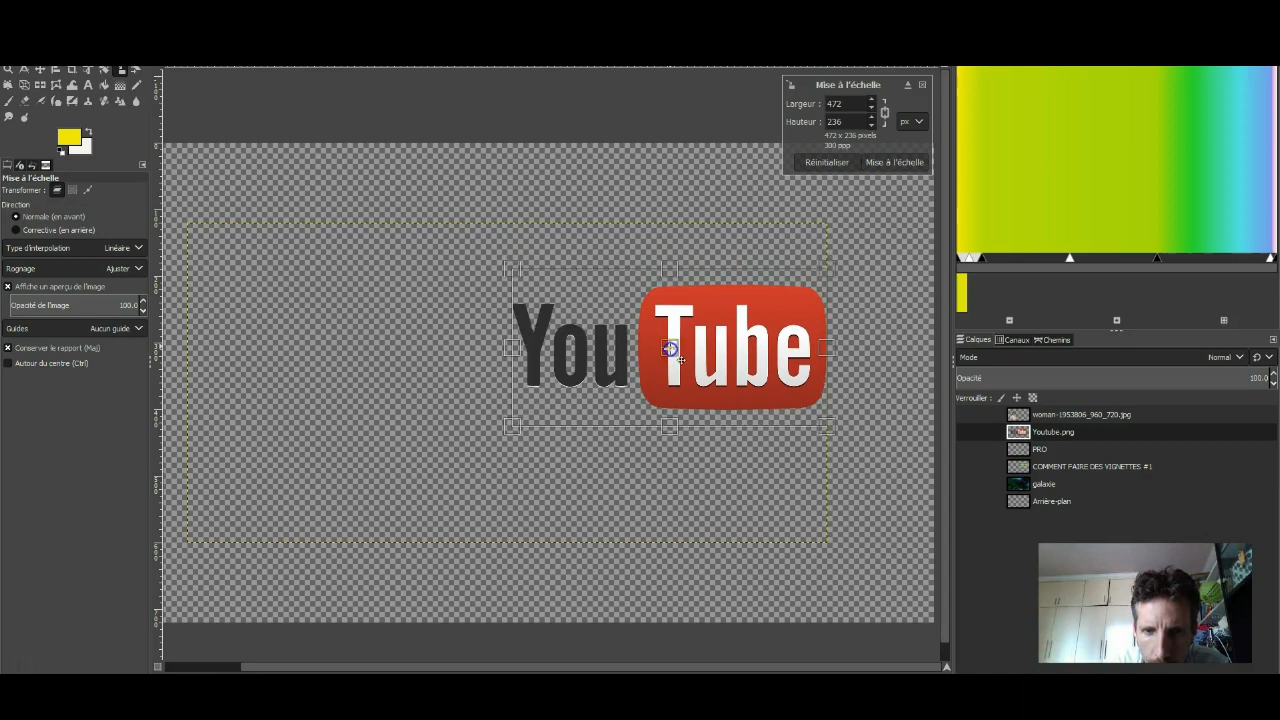 Mise à l'échelle
Largeur : 472
Hauteur : 236
px
472 x 236 pixels
300 ppp
Réinitialiser
Mise à l'échelle
Mise à l'échelle
Transformer :
Direction
Normale (en avant)
Corrective (en arrière)
Type d'interpolation
Linéaire
Rognage
Ajuster
Affiche un aperçu de l'image
Opacité de l'image
100.0
Guides
Aucun guide
Conserver le rapport (Maj)
Autour du centre (Ctrl)
YouTube
Calques
Canaux
Chemins
Mode
Normal
Opacité
100.0
Verrouiller :
woman-1953806_960_720.jpg
Youtube.png
PRO
COMMENT FAIRE DES VIGNETTES #1
galaxie
Arrière-plan